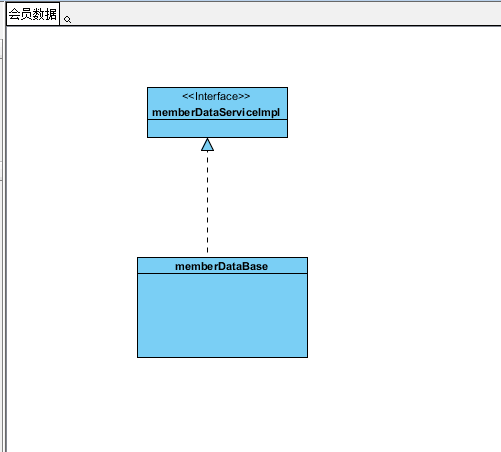 会员数据
<<Interface>>
memberDataServiceImpl
memberDataBase